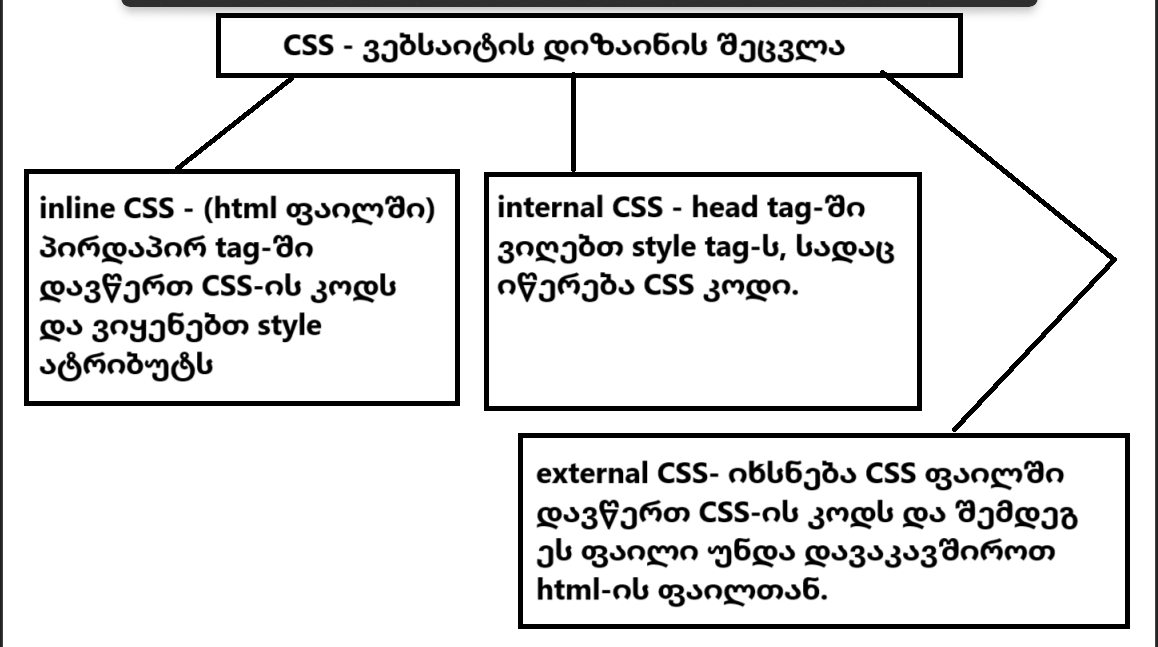 CSS - ვებსაიტის დიზაინის შეცვლა
inline CSS - (html ფაილში)
პირდაპირ tag-ში
დავწერთ CSS-ის კოდს
და ვიყენებთ style
ატრიბუტს
internal CSS - head tag-ში
ვიღებთ style tag-ს, სადაც
იწერება CSS კოდი.
external CSS- იხსნება CSS ფაილში
დავწერთ CSS-ის კოდს და შემდეგ
ეს ფაილი უნდა დავაკავშიროთ
html-ის ფაილთან.